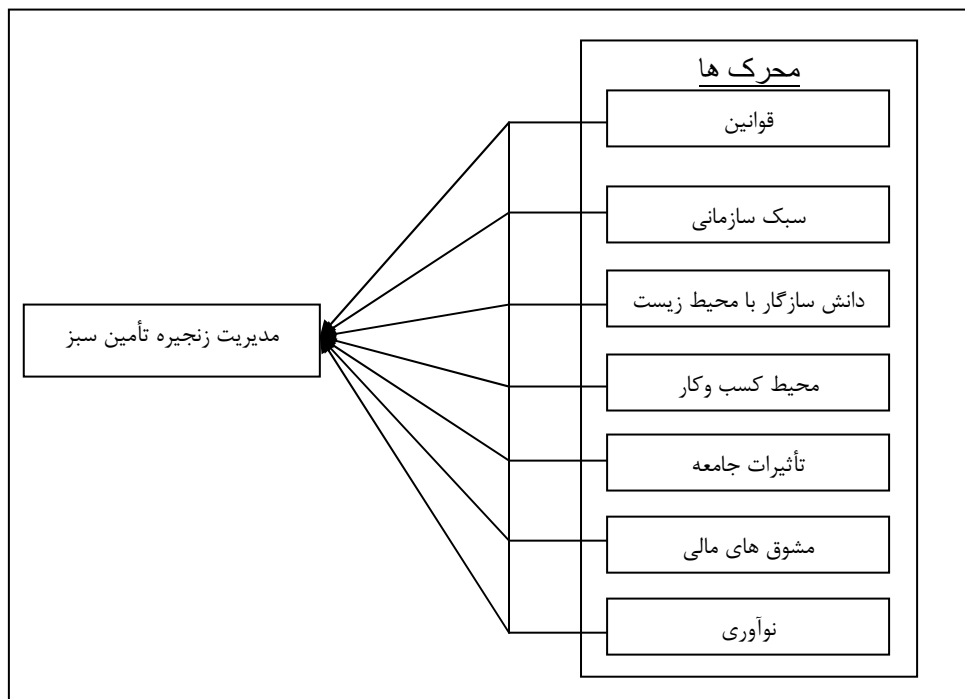 محرک ها
قوانین
سبک سازمانی
دانش سازگار با محیط زیست
محیط کسب وکار
تأثیرات جامعه
مشوق های مالی
نوآوری
مدیریت زنجیره تأمین سبز